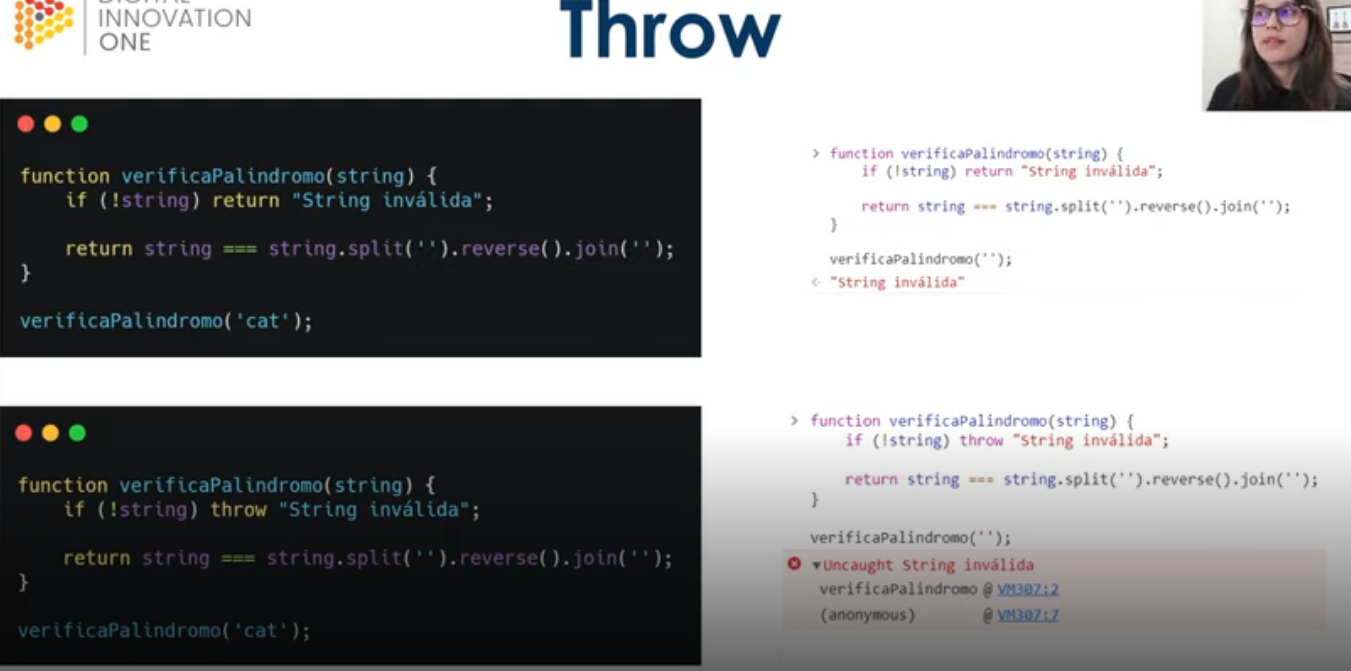 DIGITAL
INNOVATION
ONE
Throw
function verificaPalindromo(string) {
if (!string) return "String inválida";
return string === string.split('').reverse().join('');
}
verificaPalindromo('cat');
> function verificaPalindromo(string) {
if (!string) return "String inválida";
return string === string.split('').reverse().join('');
}
verificaPalindromo('');
<· "String inválida"
function verificaPalindromo(string) {
if (!string) throw "String inválida";
return string === string.split('').reverse().join('');
}
verificaPalindromo('cat');
> function verificaPalindromo(string) {
if (!string) throw "String inválida";
return string === string.split('').reverse().join('');
}
verificaPalindromo('');
▼Uncaught String inválida
verificaPalindromo @ VM307:2
(anonymous) @ VM307:7